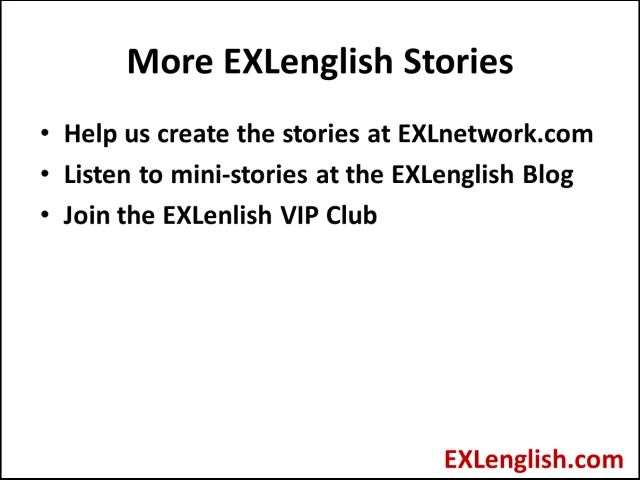 More EXLenglish Stories
• Help us create the stories at EXLnetwork.com
• Listen to mini-stories at the EXLenglish Blog
• Join the EXLenlish VIP Club
EXLenglish.com